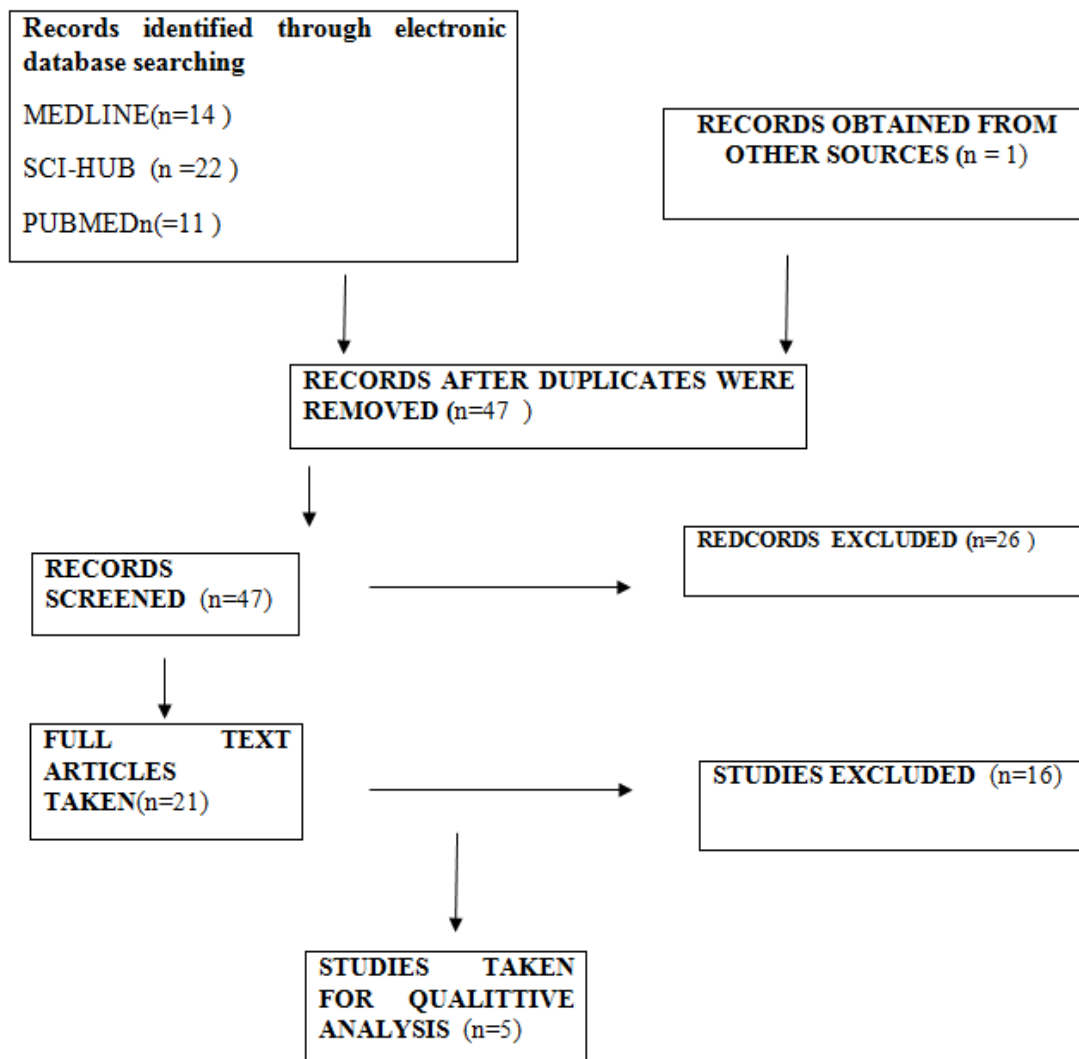 Records identified through electronic
database searching
MEDLINE(n=14 )
SCI-HUB (n =22 )
PUBMEDn(=11 )
RECORDS OBTAINED FROM
OTHER SOURCES (n = 1)
RECORDS AFTER DUPLICATES WERE
REMOVED (n=47 )
REDCORDS EXCLUDED (n=26 )
RECORDS
SCREENED (n=47)
FULL TEXT
ARTICLES
TAKEN(n=21)
STUDIES EXCLUDED (n=16)
STUDIES TAKEN
FOR QUALITTIVE
ANALYSIS (n=5)